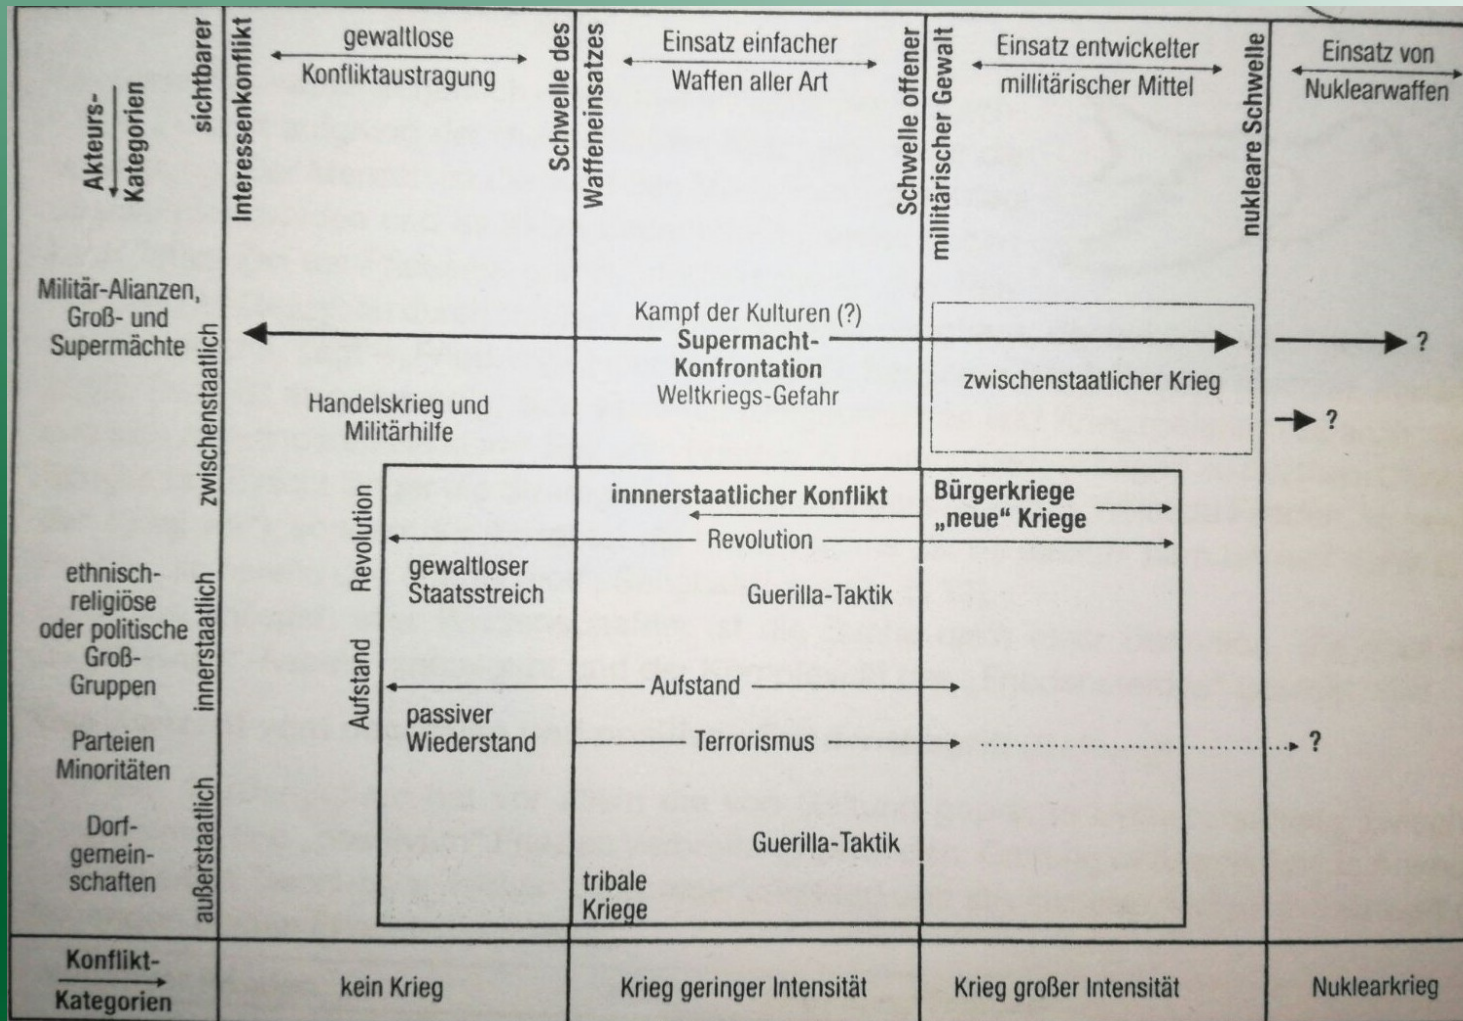 Akteurs-
Kategorien
sichtbarer
Interessenkonflikt
gewaltlose
Konfliktaustragung
Schwelle des
Waffeneinsatzes
Einsatz einfacher
Waffen aller Art
Schwelle offener
millitärischer Gewalt
Einsatz entwickelter
millitärischer Mittel
nukleare Schwelle
Einsatz von
Nuklearwaffen
Militär-Alianzen,
Groß- und
Supermächte
zwischenstaatlich
Kampf der Kulturen (?)
Supermacht-
Konfrontation
Weltkriegs-Gefahr
zwischenstaatlicher Krieg
?
?
Handelskrieg und
Militärhilfe
Revolution
innnerstaatlicher Konflikt
Bürgerkriege
„neue“ Kriege
Revolution
gewaltloser
Staatsstreich
Guerilla-Taktik
ethnisch-
religiöse
oder politische
Groß-
Gruppen
innerstaatlich
Aufstand
Aufstand
passiver
Wiederstand
Terrorismus
?
Parteien
Minoritäten
außerstaatlich
Dorf-
gemein-
schaften
Guerilla-Taktik
tribale
Kriege
Konflikt-
Kategorien
kein Krieg
Krieg geringer Intensität
Krieg großer Intensität
Nuklearkrieg